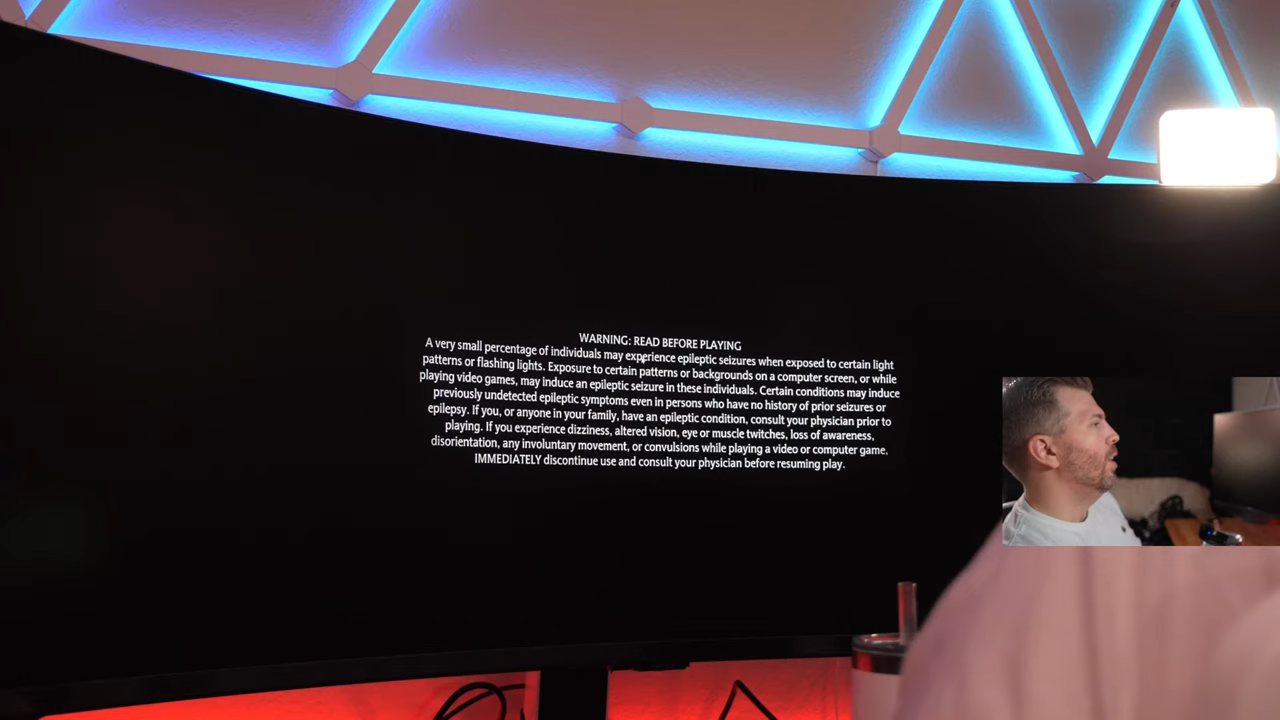 WARNING: READ BEFORE PLAYING
A very small percentage of individuals may experience epileptic seizures when exposed to certain light
patterns or flashing lights. Exposure to certain patterns or backgrounds on a computer screen, or while
playing video games, may induce an epileptic seizure in these individuals. Certain conditions may induce
previously undetected epileptic symptoms even in persons who have no history of prior seizures or
epilepsy. If you, or anyone in your family, have an epileptic condition, consult your physician prior to
playing. If you experience dizziness, altered vision, eye or muscle twitches, loss of awareness,
disorientation, any involuntary movement, or convulsions while playing a video or computer game,
IMMEDIATELY discontinue use and consult your physician before resuming play.